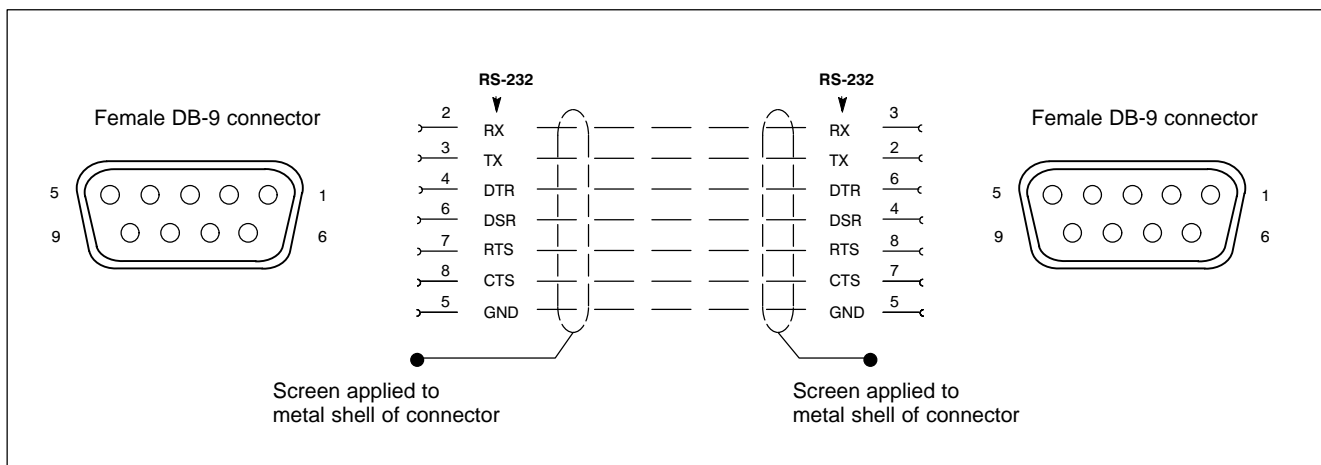 RS-232
RS-232
Female DB-9 connector
Female DB-9 connector
2 RX RX 3
3 TX TX 2
4 DTR DTR 6
6 DSR DSR 4
7 RTS RTS 8
8 CTS CTS 7
5 GND GND 5
5 1
9 6
5 1
9 6
Screen applied to
metal shell of connector
Screen applied to
metal shell of connector